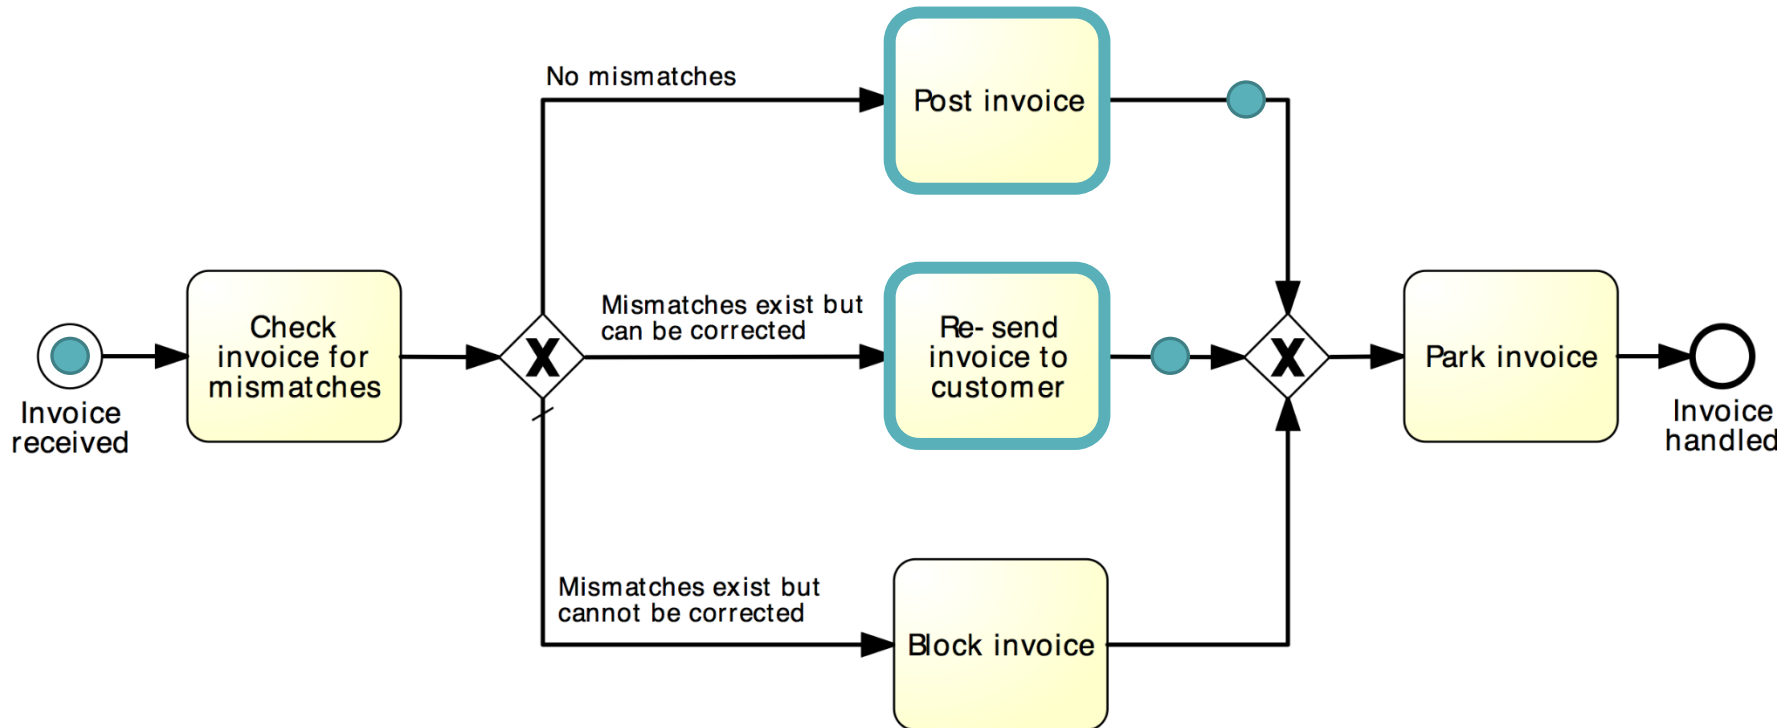 Invoice
received
Check
invoice for
mismatches
X
No mismatches
Post invoice
Mismatches exist but
can be corrected
Re- send
invoice to
customer
Mismatches exist but
cannot be corrected
Block invoice
X
Park invoice
Invoice
handled